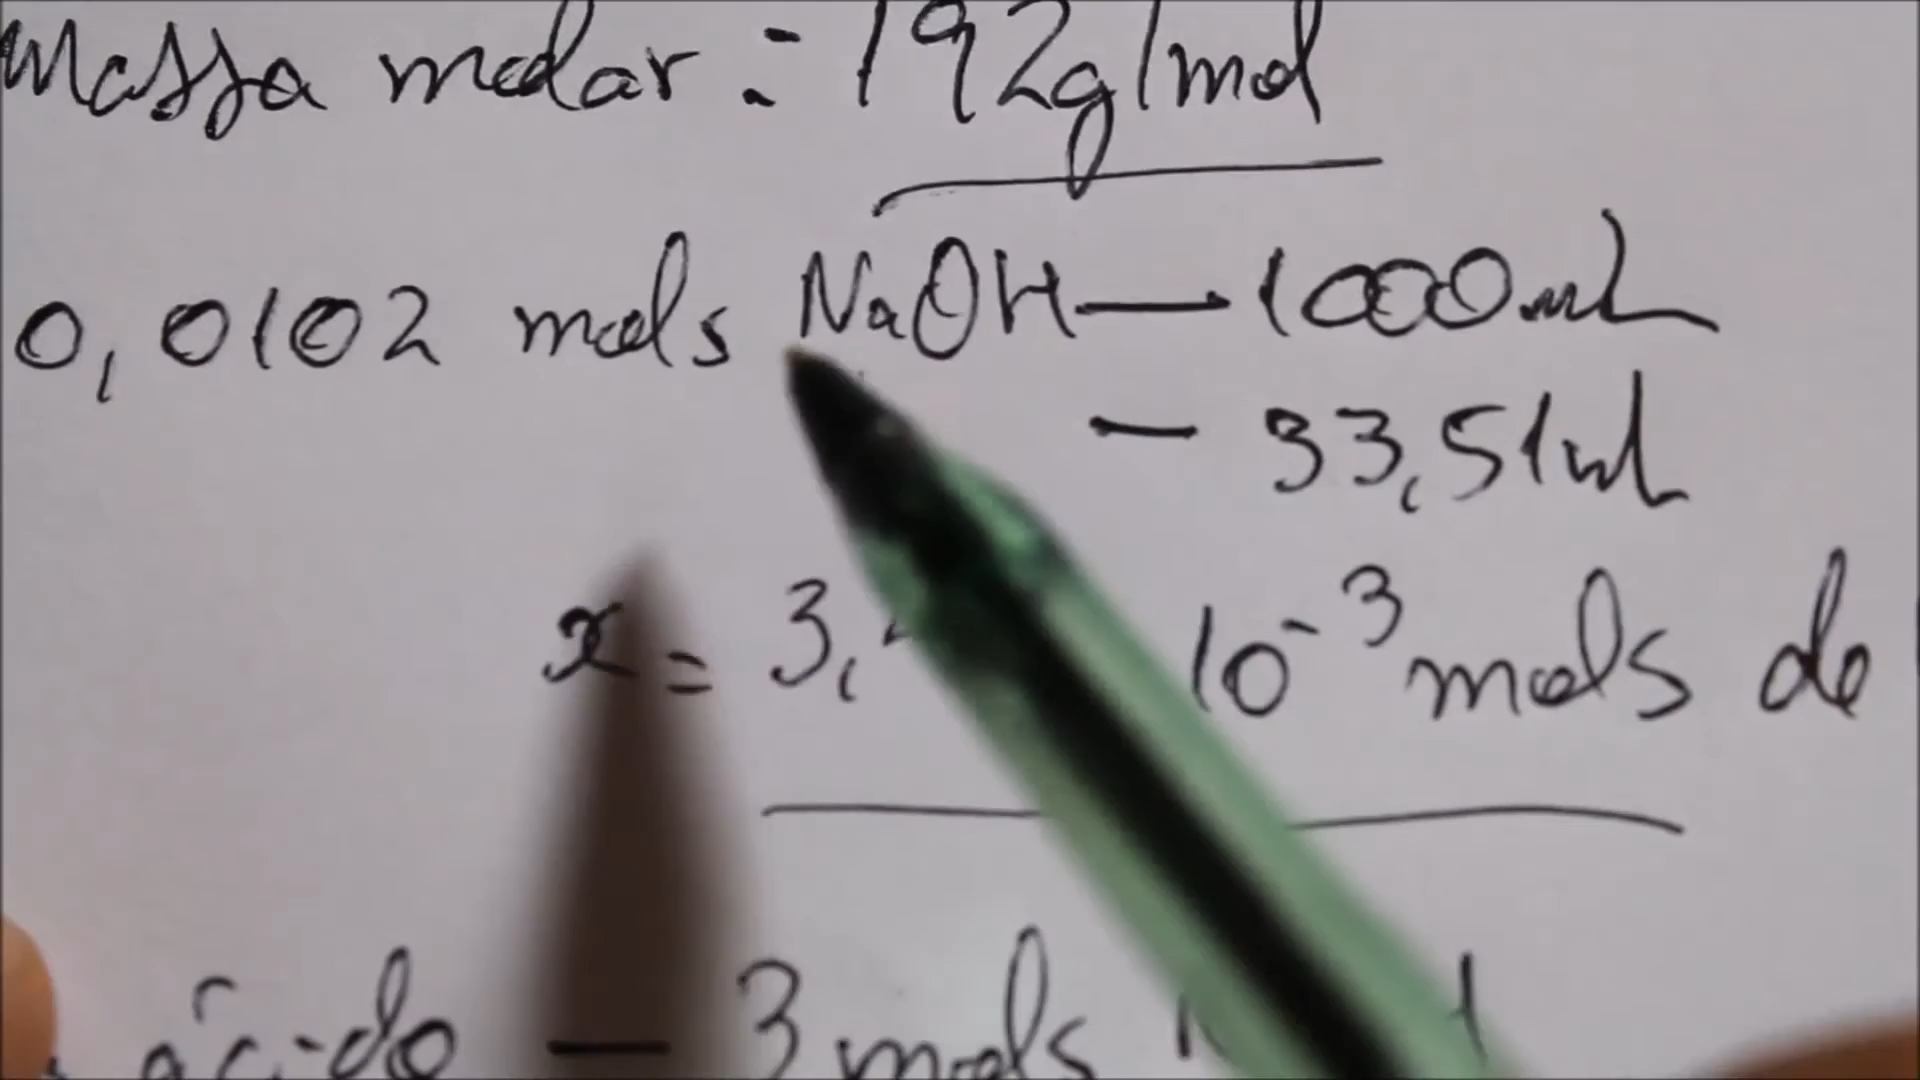 Massa molar: 192g/mol
0,0102 mols NaOH — 1000mL
— 33,51mL
x = 3, 10⁻³ mols de
ácido — 3 mols